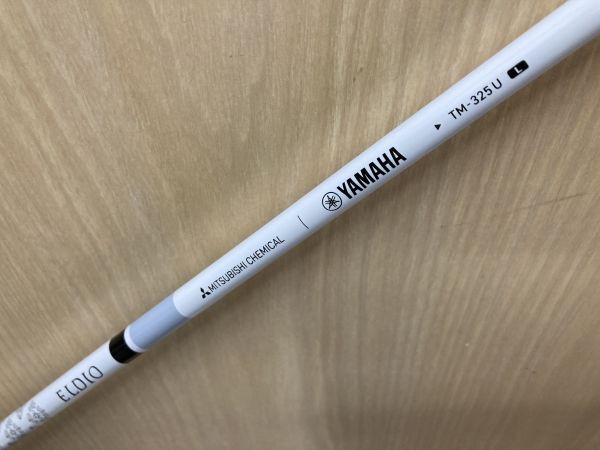 ELDIO
MITSUBISHI CHEMICAL
YAMAHA
TM-325U L